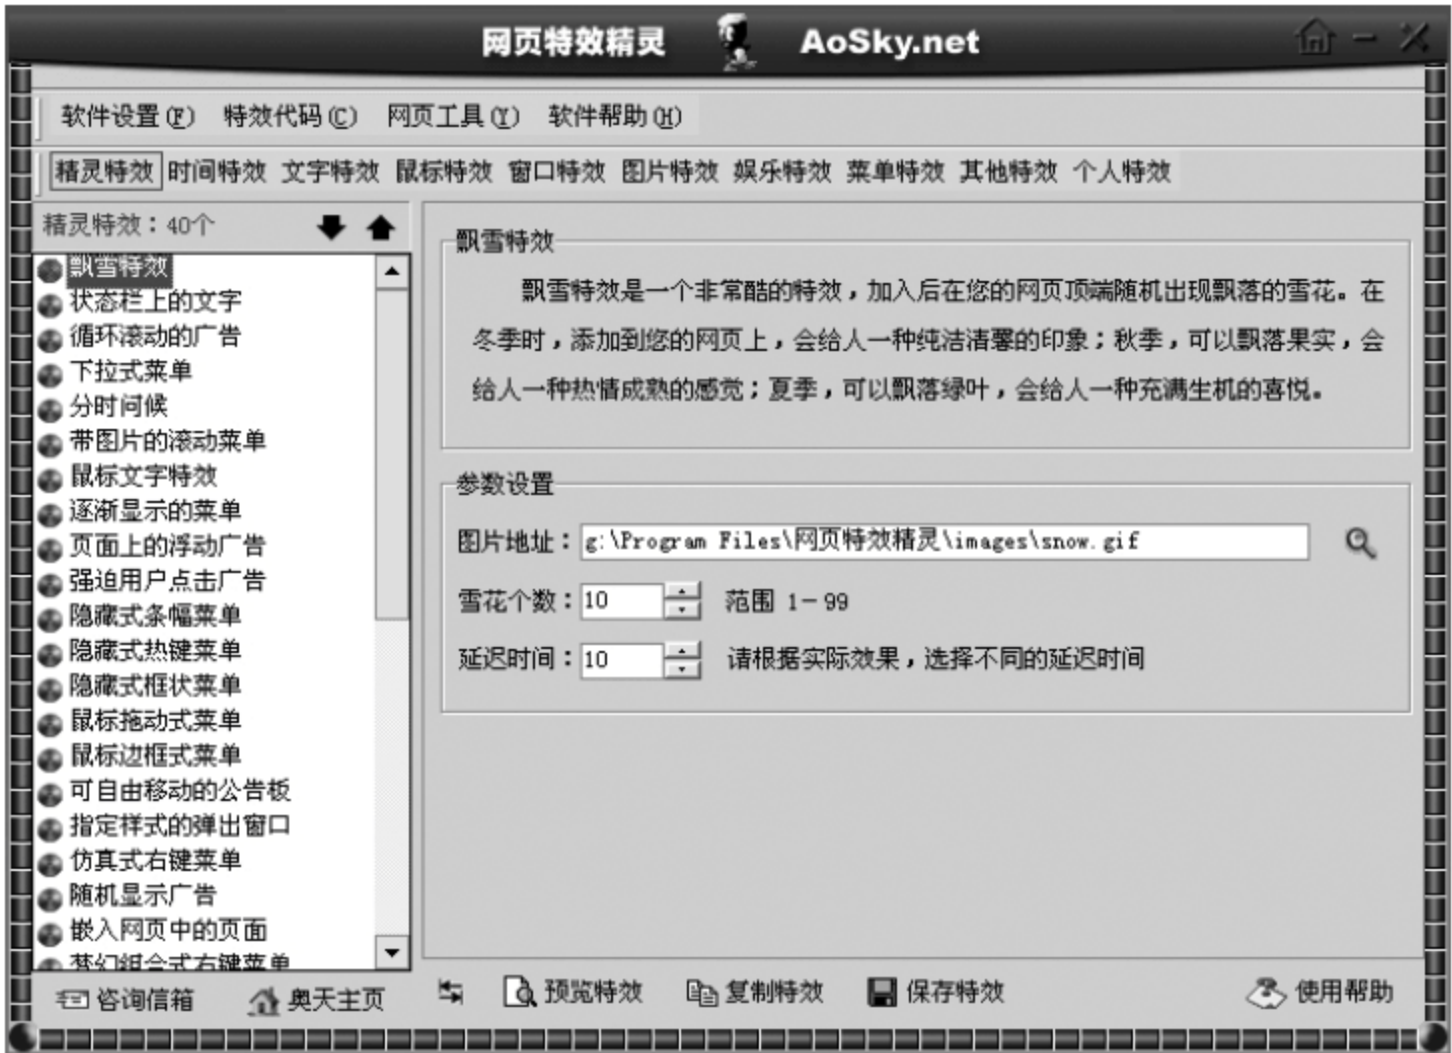 网页特效精灵 AoSky.net
软件设置(F) 特效代码(C) 网页工具(Y) 软件帮助(H)
精灵特效 时间特效 文字特效 鼠标特效 窗口特效 图片特效 娱乐特效 菜单特效 其他特效 个人特效
精灵特效：40个
飘雪特效
状态栏上的文字
循环滚动的广告
下拉式菜单
分时问候
带图片的滚动菜单
鼠标文字特效
逐渐显示的菜单
页面上的浮动广告
强迫用户点击广告
隐藏式条幅菜单
隐藏式热键菜单
隐藏式框状菜单
鼠标拖动式菜单
鼠标边框式菜单
可自由移动的公告板
指定样式的弹出窗口
仿真式右键菜单
随机显示广告
嵌入网页中的页面
梦幻组合式右键菜单
飘雪特效
飘雪特效是一个非常酷的特效，加入后在您的网页顶端随机出现飘落的雪花。在
冬季时，添加到您的网页上，会给人一种纯洁清馨的印象；秋季，可以飘落果实，会
给人一种热情成熟的感觉；夏季，可以飘落绿叶，会给人一种充满生机的喜悦。
参数设置
图片地址：g:\Program Files\网页特效精灵\images\snow.gif
雪花个数：10 范围 1－99
延迟时间：10 请根据实际效果，选择不同的延迟时间
咨询信箱 奥天主页 预览特效 复制特效 保存特效 使用帮助